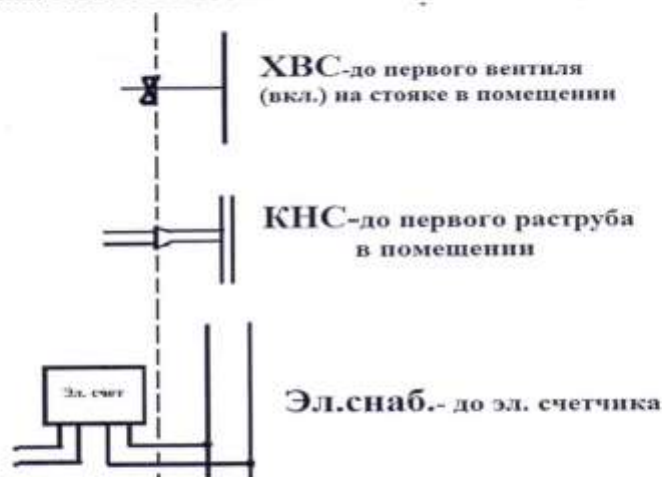 ХВС-до первого вентиля
(вкл.) на стояке в помещении
КНС-до первого раструба
в помещении
Эл. счет
Эл.снаб.- до эл. счетчика